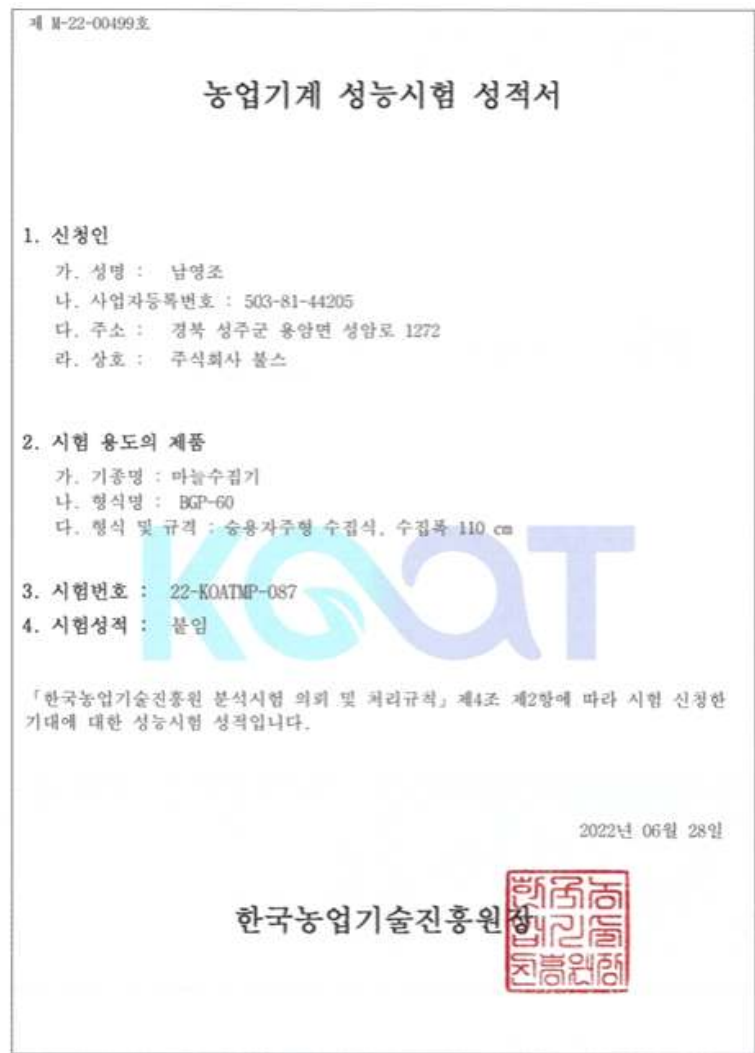 제 M-22-00499호
농업기계 성능시험 성적서
1. 신청인
가. 성명 : 남영조
나. 사업자등록번호 : 503-81-44205
다. 주소 : 경북 성주군 용암면 성암로 1272
라. 상호 : 주식회사 불스
2. 시험 용도의 제품
가. 기종명 : 마늘수집기
나. 형식명 : BGP-60
다. 형식 및 규격 : 승용자주형 수집식, 수집폭 110 cm
KOAT
3. 시험번호 : 22-KOATMP-087
4. 시험성적 : 붙임
「한국농업기술진흥원 분석시험 의뢰 및 처리규칙」 제4조 제2항에 따라 시험 신청한
기대에 대한 성능시험 성적입니다.
2022년 06월 28일
한국농업기술진흥원장